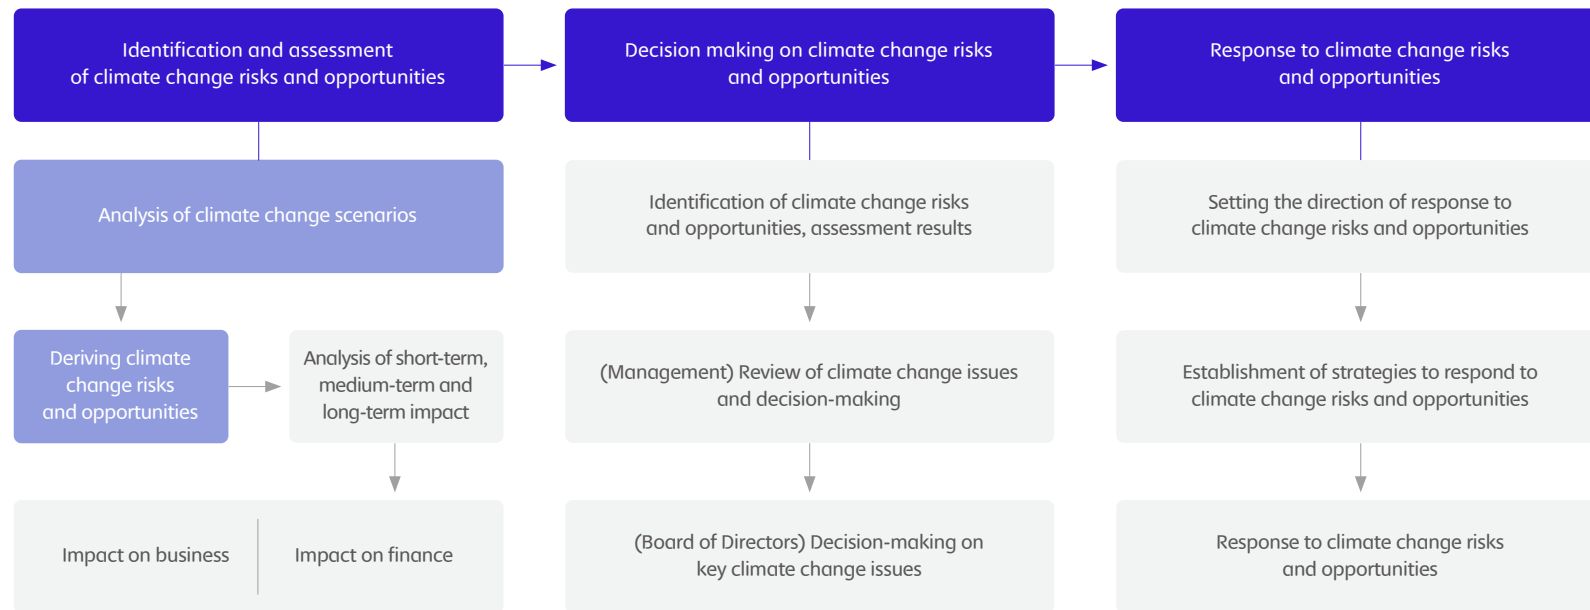 Identification and assessment
of climate change risks and opportunities
Decision making on climate change risks
and opportunities
Response to climate change risks
and opportunities
Analysis of climate change scenarios
Identification of climate change risks
and opportunities, assessment results
Setting the direction of response to
climate change risks and opportunities
Deriving climate
change risks
and opportunities
Analysis of short-term,
medium-term and
long-term impact
(Management) Review of climate change issues
and decision-making
Establishment of strategies to respond to
climate change risks and opportunities
Impact on business
Impact on finance
(Board of Directors) Decision-making on
key climate change issues
Response to climate change risks
and opportunities